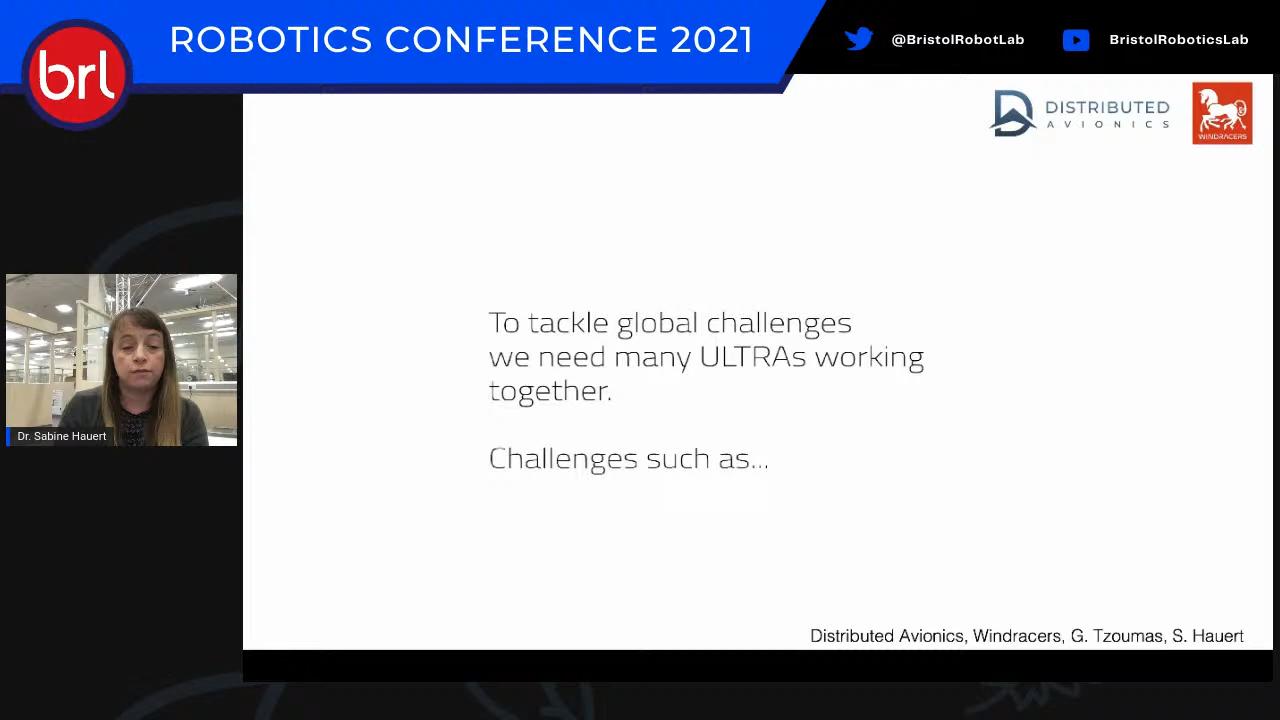 ROBOTICS CONFERENCE 2021
@BristolRobotLab
BristolRoboticsLab
brl
DISTRIBUTED
AVIONICS
WINDRACERS
To tackle global challenges
we need many ULTRAs working
together.
Challenges such as...
Dr. Sabine Hauert
Distributed Avionics, Windracers, G. Tzoumas, S. Hauert